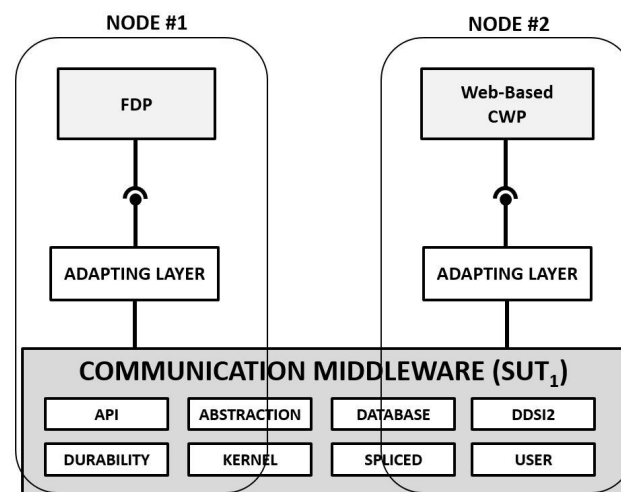 NODE #1
NODE #2
FDP
Web-Based
CWP
ADAPTING LAYER
ADAPTING LAYER
COMMUNICATION MIDDLEWARE (SUT1)
API
ABSTRACTION
DATABASE
DDSI2
DURABILITY
KERNEL
SPLICED
USER